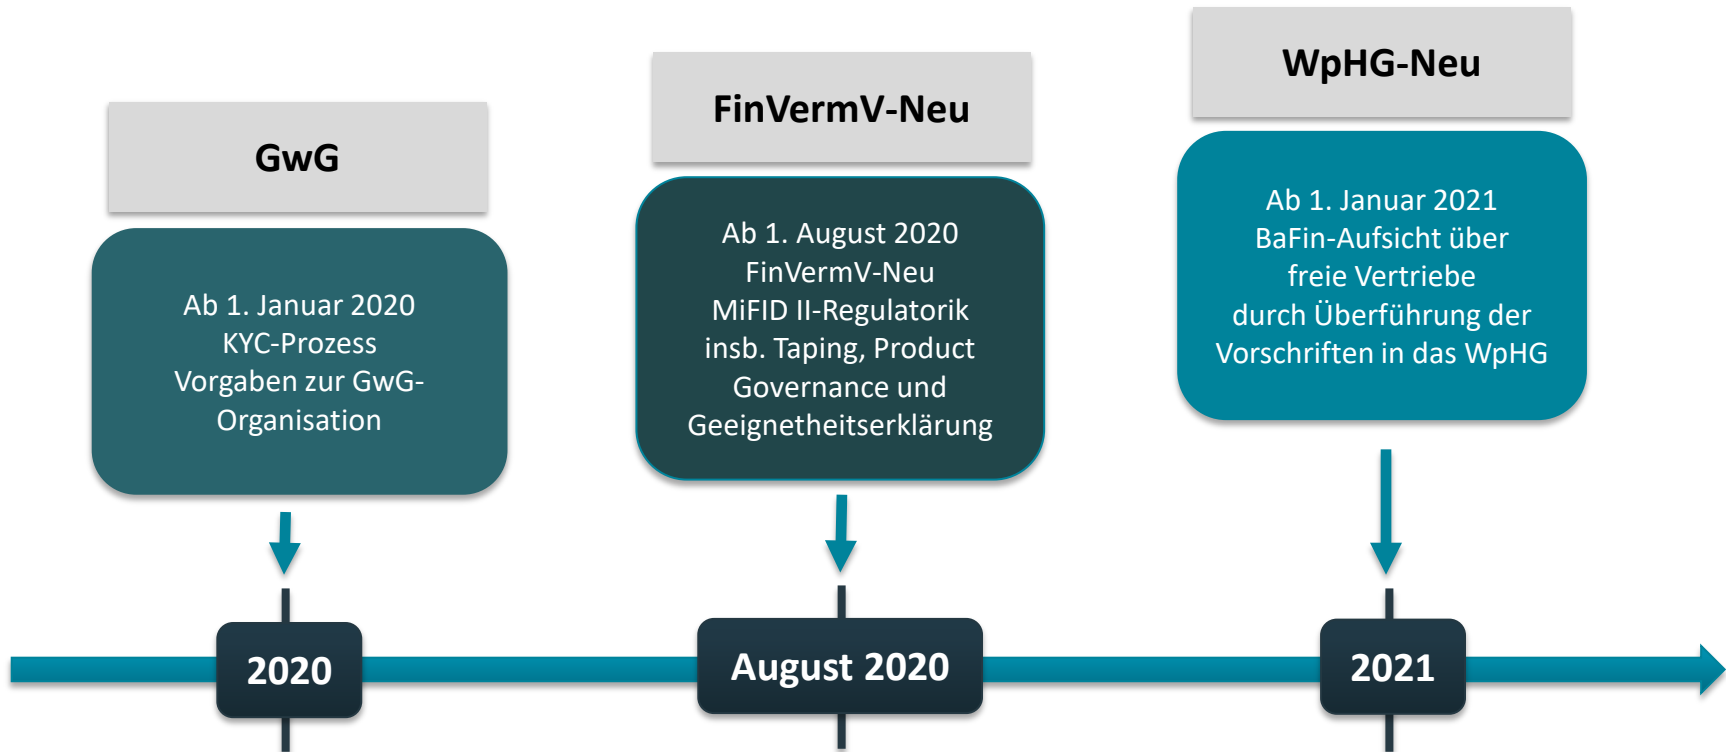 GwG
Ab 1. Januar 2020
KYC-Prozess
Vorgaben zur GwG-
Organisation
FinVermV-Neu
Ab 1. August 2020
FinVermV-Neu
MiFID II-Regulatorik
insb. Taping, Product
Governance und
Geeignetheitserklärung
WpHG-Neu
Ab 1. Januar 2021
BaFin-Aufsicht über
freie Vertriebe
durch Überführung der
Vorschriften in das WpHG
2020
August 2020
2021